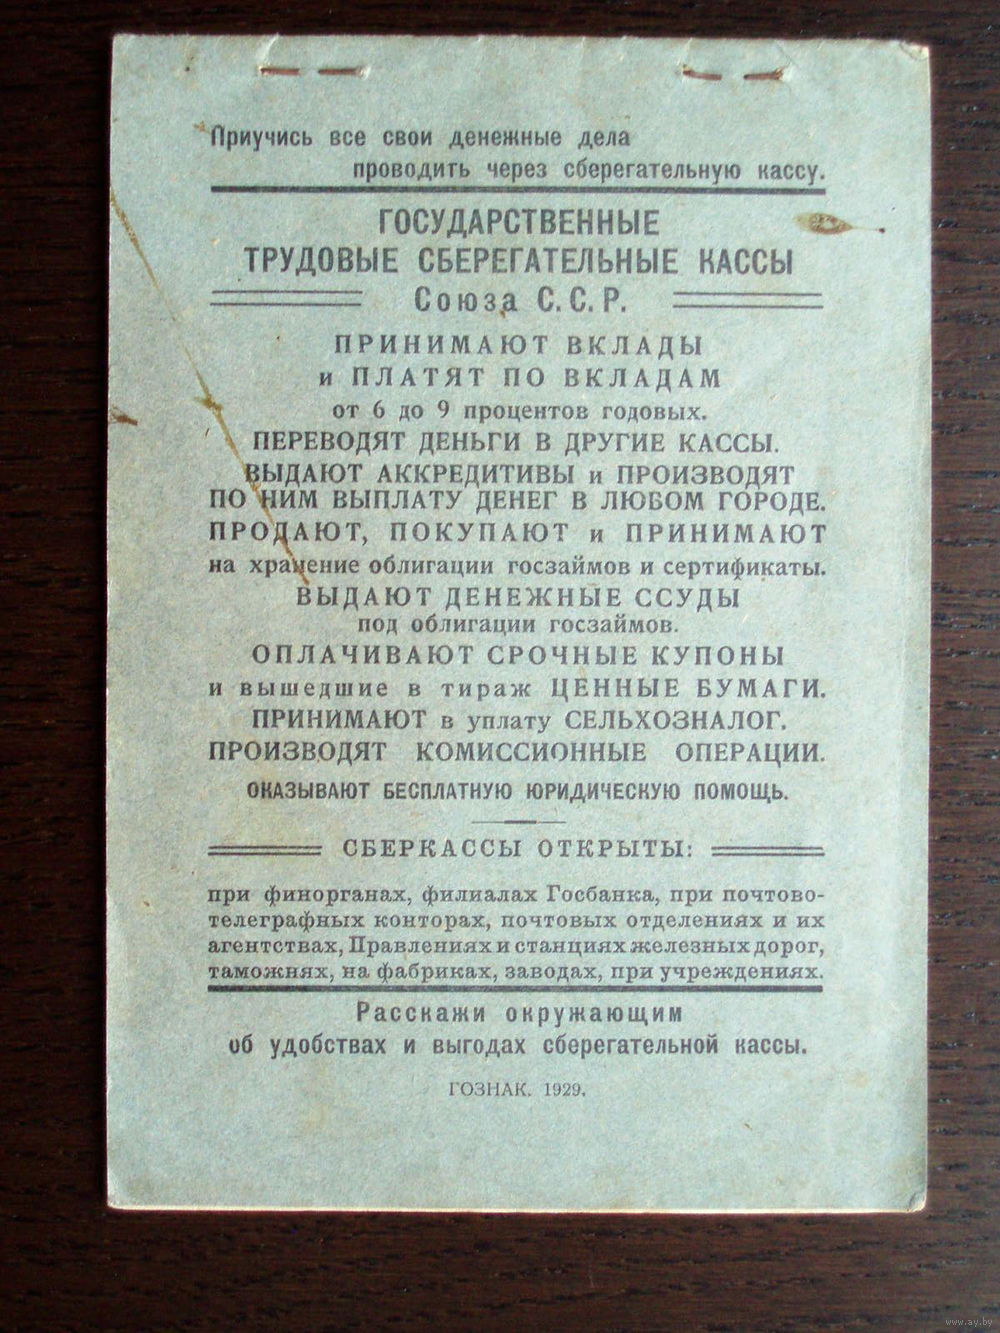 Приучись все свои денежные дела
проводить через сберегательную кассу.
ГОСУДАРСТВЕННЫЕ
ТРУДОВЫЕ СБЕРЕГАТЕЛЬНЫЕ КАССЫ
Союза С.С.Р.
ПРИНИМАЮТ ВКЛАДЫ
и ПЛАТЯТ ПО ВКЛАДАМ
от 6 до 9 процентов годовых.
ПЕРЕВОДЯТ ДЕНЬГИ В ДРУГИЕ КАССЫ.
ВЫДАЮТ АККРЕДИТИВЫ и ПРОИЗВОДЯТ
ПО НИМ ВЫПЛАТУ ДЕНЕГ В ЛЮБОМ ГОРОДЕ.
ПРОДАЮТ, ПОКУПАЮТ и ПРИНИМАЮТ
на хранение облигации госзаймов и сертификаты.
ВЫДАЮТ ДЕНЕЖНЫЕ ССУДЫ
под облигации госзаймов.
ОПЛАЧИВАЮТ СРОЧНЫЕ КУПОНЫ
и вышедшие в тираж ЦЕННЫЕ БУМАГИ.
ПРИНИМАЮТ в уплату СЕЛЬХОЗНАЛОГ.
ПРОИЗВОДЯТ КОМИССИОННЫЕ ОПЕРАЦИИ.
ОКАЗЫВАЮТ БЕСПЛАТНУЮ ЮРИДИЧЕСКУЮ ПОМОЩЬ.
СБЕРКАССЫ ОТКРЫТЫ:
при финорганах, филиалах Госбанка, при почтово-
телеграфных конторах, почтовых отделениях и их
агентствах, Правлениях и станциях железных дорог,
таможнях, на фабриках, заводах, при учреждениях.
Расскажи окружающим
об удобствах и выгодах сберегательной кассы.
ГОЗНАК. 1929.
www.ay.by